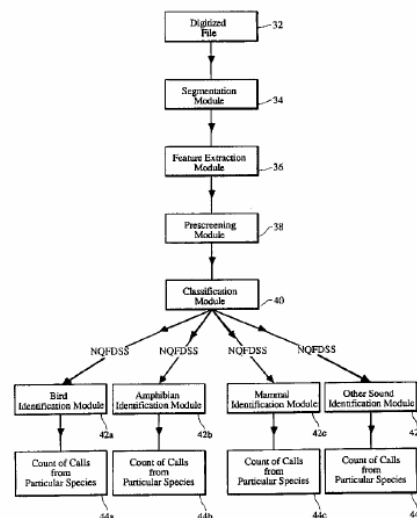 Digitized
File
32
Segmentation
Module
34
Feature Extraction
Module
36
Prescreening
Module
38
Classification
Module
40
NQFDSS NQFDSS NQFDSS NQFDSS
Bird
Identification Module
42a
Amphibian
Identification Module
42b
Mammal
Identification Module
42c
Other Sound
Identification Module
42
Count of Calls
from
Particular Species
44a
Count of Calls
from
Particular Species
44b
Count of Calls
from
Particular Species
44c
Count of Calls
from
Particular Species
44